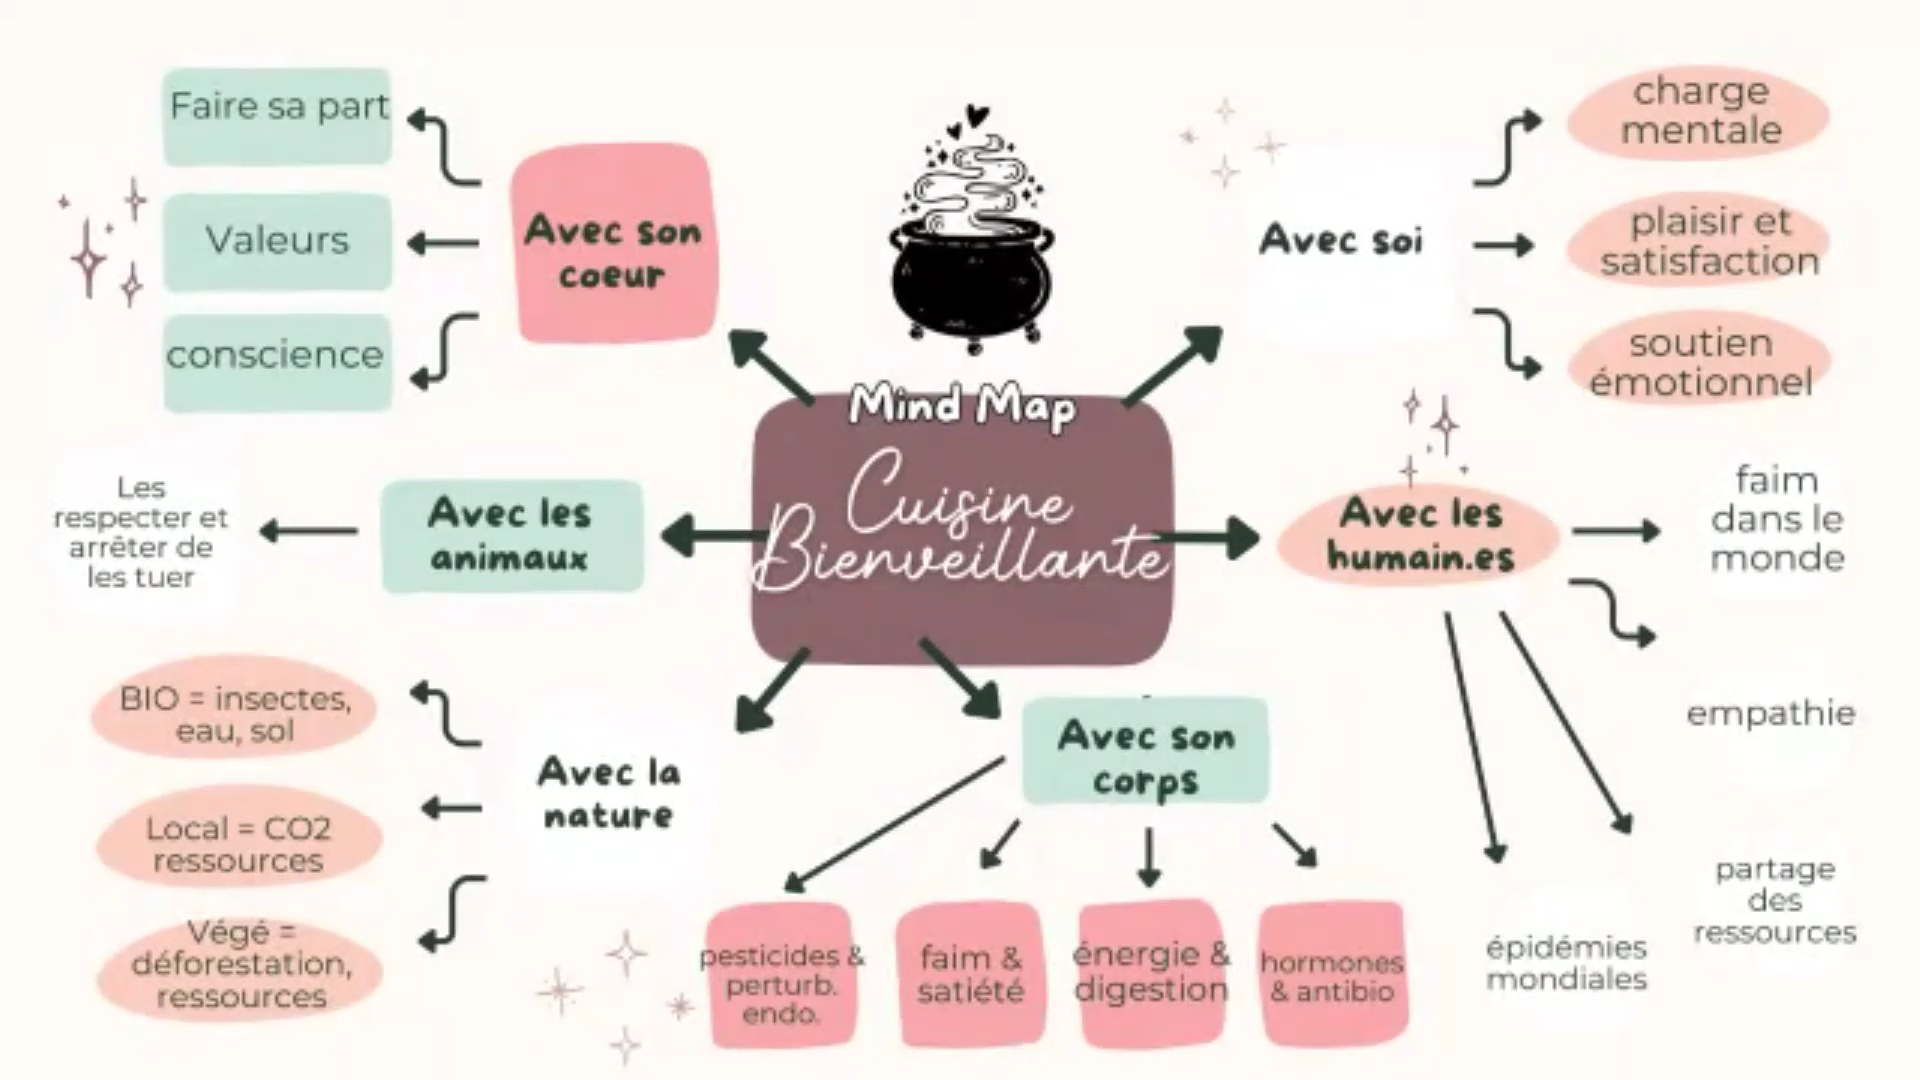 Mind Map
Cuisine
Bienveillante
Avec son
coeur
Faire sa part
Valeurs
conscience
Avec soi
charge
mentale
plaisir et
satisfaction
soutien
émotionnel
Avec les
animaux
Les
respecter et
arrêter de
les tuer
Avec les
humain.es
faim
dans le
monde
empathie
partage
des
ressources
épidémies
mondiales
Avec la
nature
BIO = insectes,
eau, sol
Local = CO2
ressources
Végé =
déforestation,
ressources
Avec son
corps
pesticides &
perturb.
endo.
faim &
satiété
énergie &
digestion
hormones
& antibio